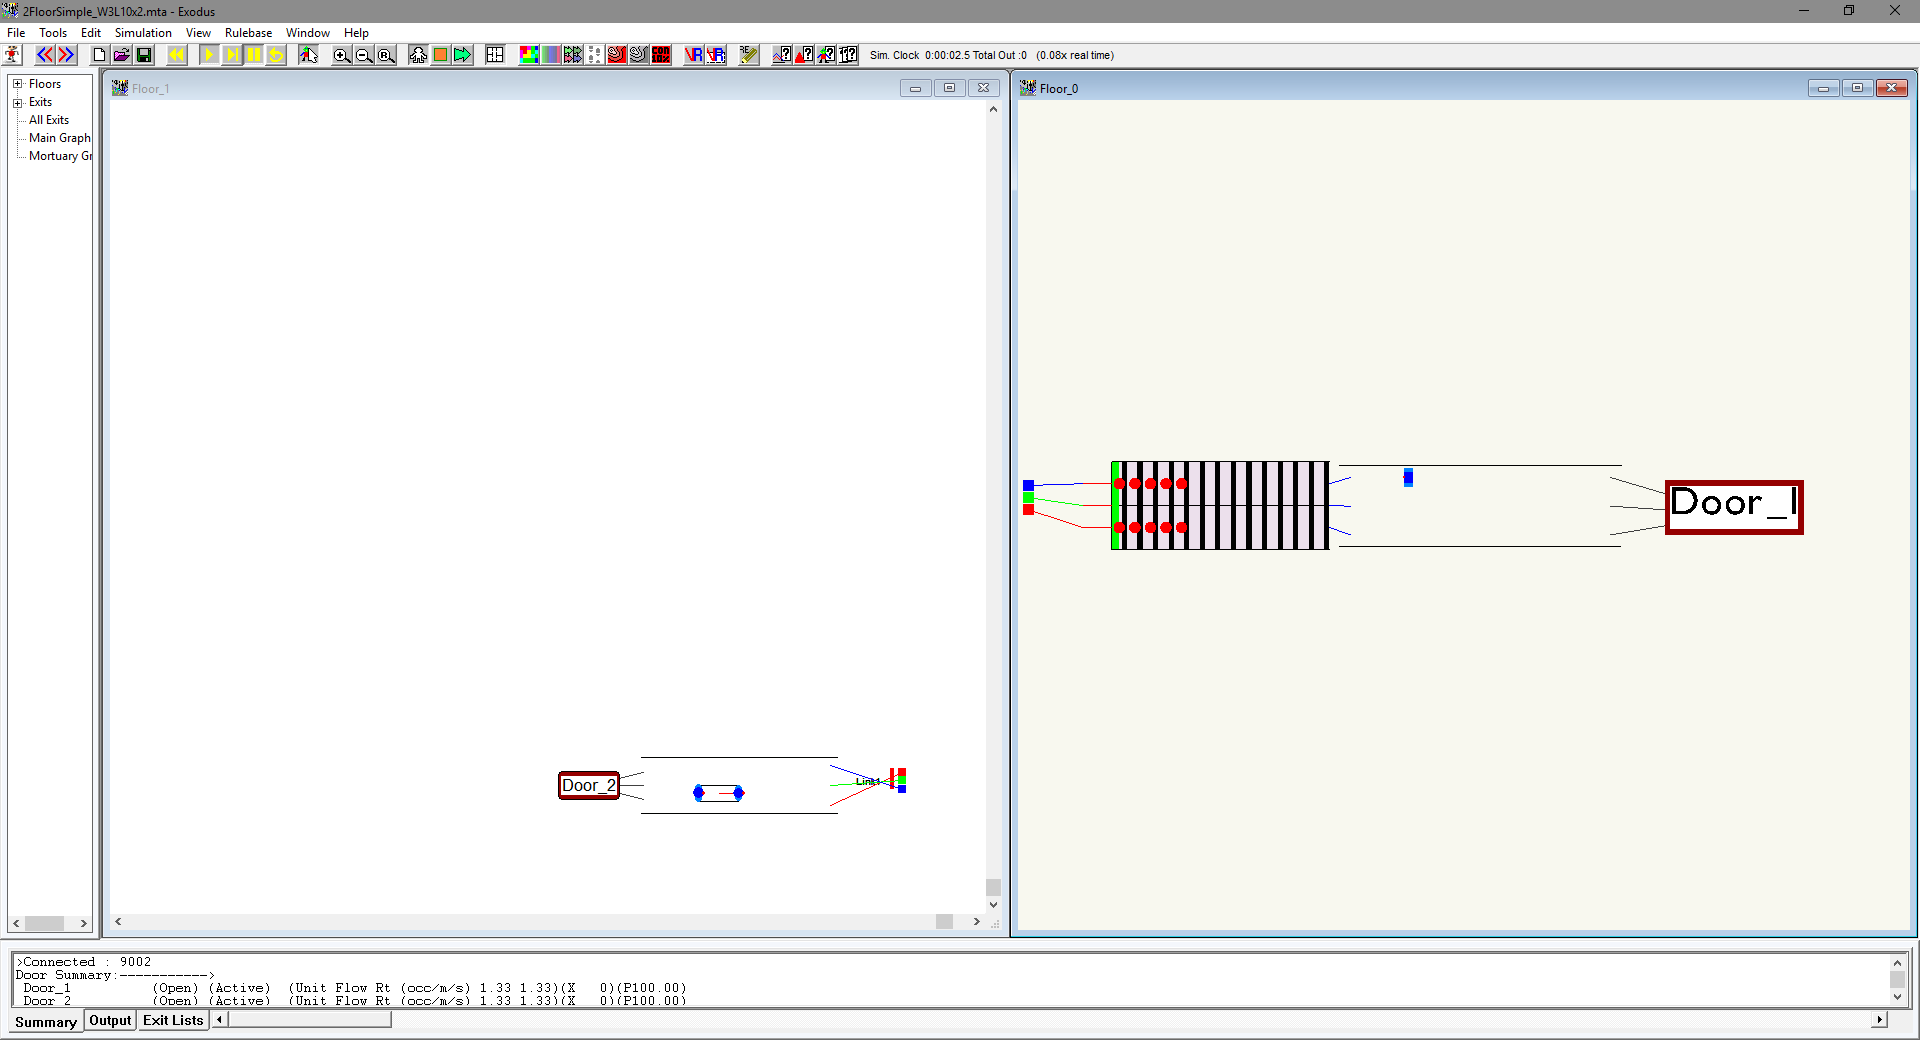 2FloorSimple_W3L10x2.mta - Exodus
File Tools Edit Simulation View Rulebase Window Help
Sim. Clock 0:00:02.5 Total Out :0 (0.08x real time)
Floors
Exits
All Exits
Main Graph
Mortuary Gr
Floor_1
Door_2
Link1
Floor_0
Door_1
>Connected : 9002
Door Summary:----------->
Door_1 (Open) (Active) (Unit Flow Rt (occ/m/s) 1.33 1.33)(X 0)(P100.00)
Door_2 (Open) (Active) (Unit Flow Rt (occ/m/s) 1.33 1.33)(X 0)(P100.00)
Summary Output Exit Lists